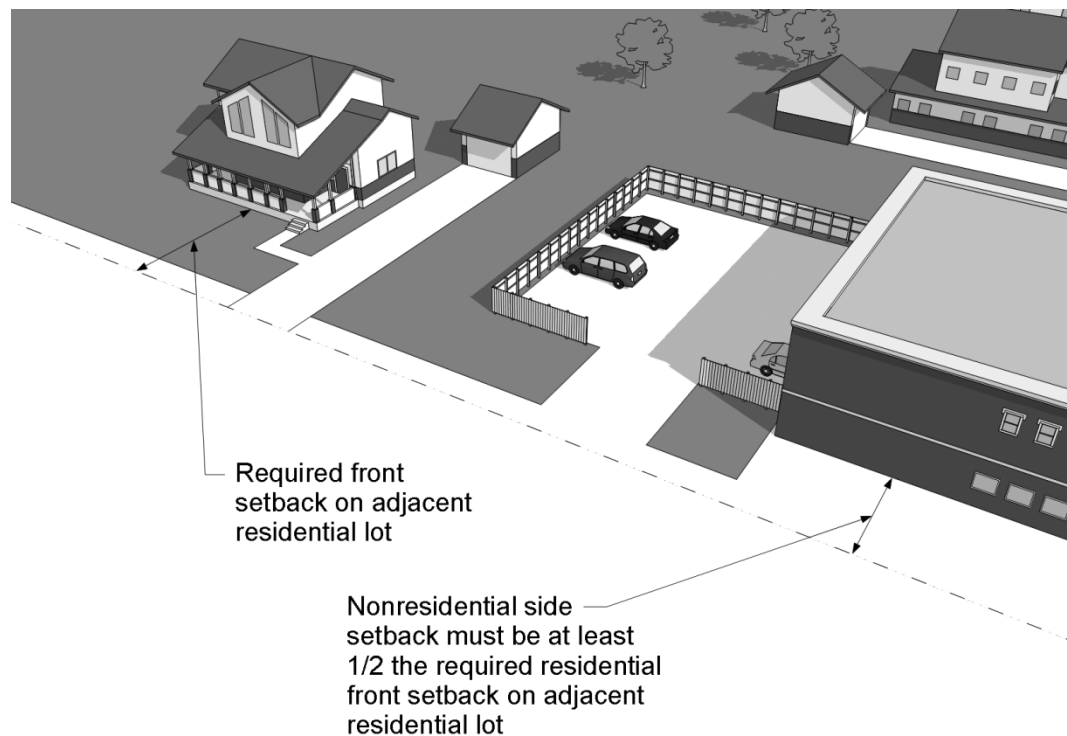 Required front
setback on adjacent
residential lot
Nonresidential side
setback must be at least
1/2 the required residential
front setback on adjacent
residential lot